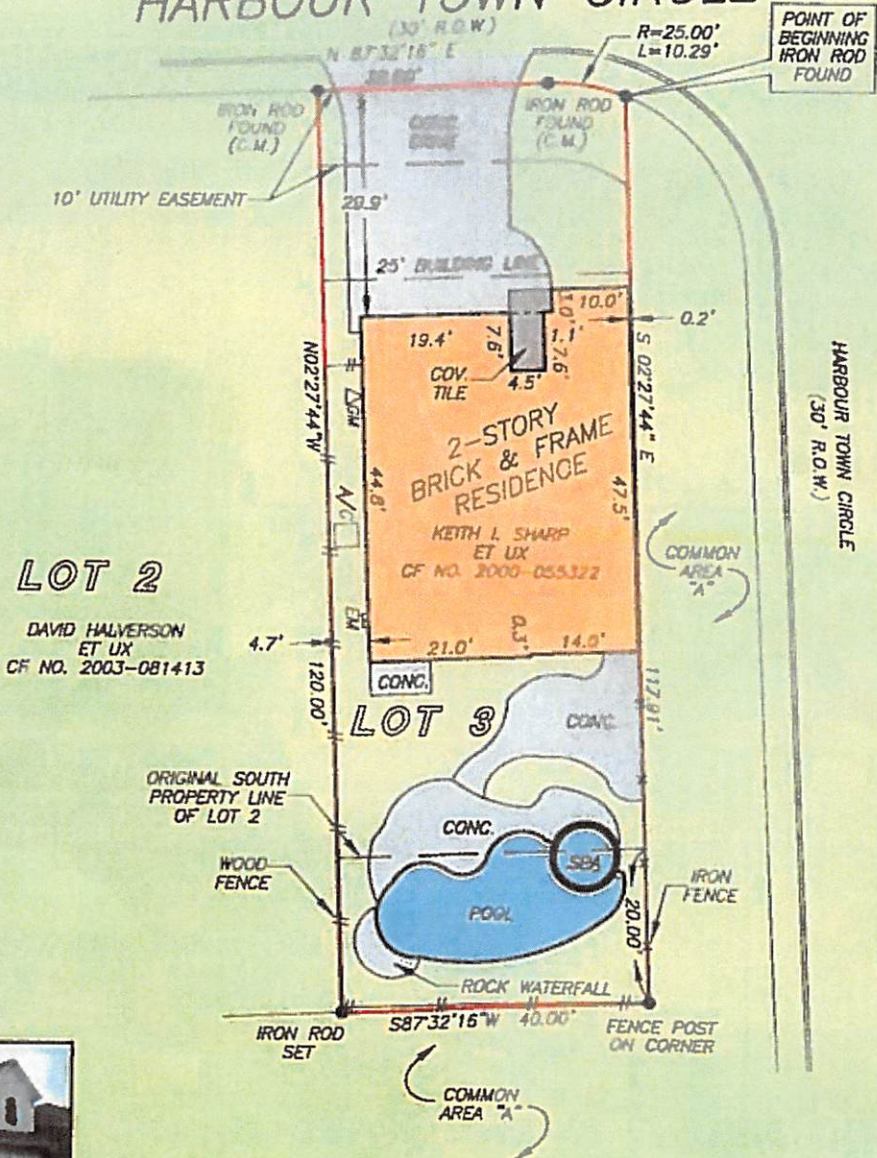 HARBOUR TOWN CIRCLE
(30' R.O.W.)
N 87°32'16" E
R=25.00'
L=10.29'
POINT OF
BEGINNING
IRON ROD
FOUND
IRON ROD
FOUND
(C.M.)
IRON ROD
FOUND
(C.M.)
CONC.
DRIVE
10' UTILITY EASEMENT
29.9'
25' BUILDING LINE
10.0'
1.0'
0.2'
19.4'
7.6'
1.1'
7.6'
COV.
TILE
4.5'
N02°27'44"W
S 02°27'44" E
HARBOUR TOWN CIRCLE
(30' R.O.W.)
GM
2-STORY
BRICK & FRAME
RESIDENCE
44.8'
47.5'
A/C
KEITH L SHARP
ET UX
CF NO. 2000-055322
COMMON
AREA
"A"
LOT 2
DAVID HALVERSON
ET UX
CF NO. 2003-081413
EM
4.7'
21.0'
0.3'
14.0'
120.00'
CONC.
117.91'
LOT 3
CONC.
ORIGINAL SOUTH
PROPERTY LINE
OF LOT 2
CONC.
WOOD
FENCE
SPA
IRON
FENCE
POOL
20.00'
ROCK WATERFALL
S87°32'16"W 40.00'
IRON ROD
SET
FENCE POST
ON CORNER
COMMON
AREA "A"